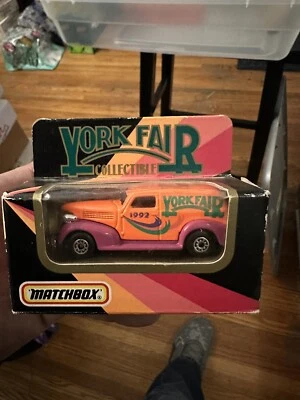 YORK FAIR
COLLECTIBLE
YORK FAIR
1992
MATCHBOX